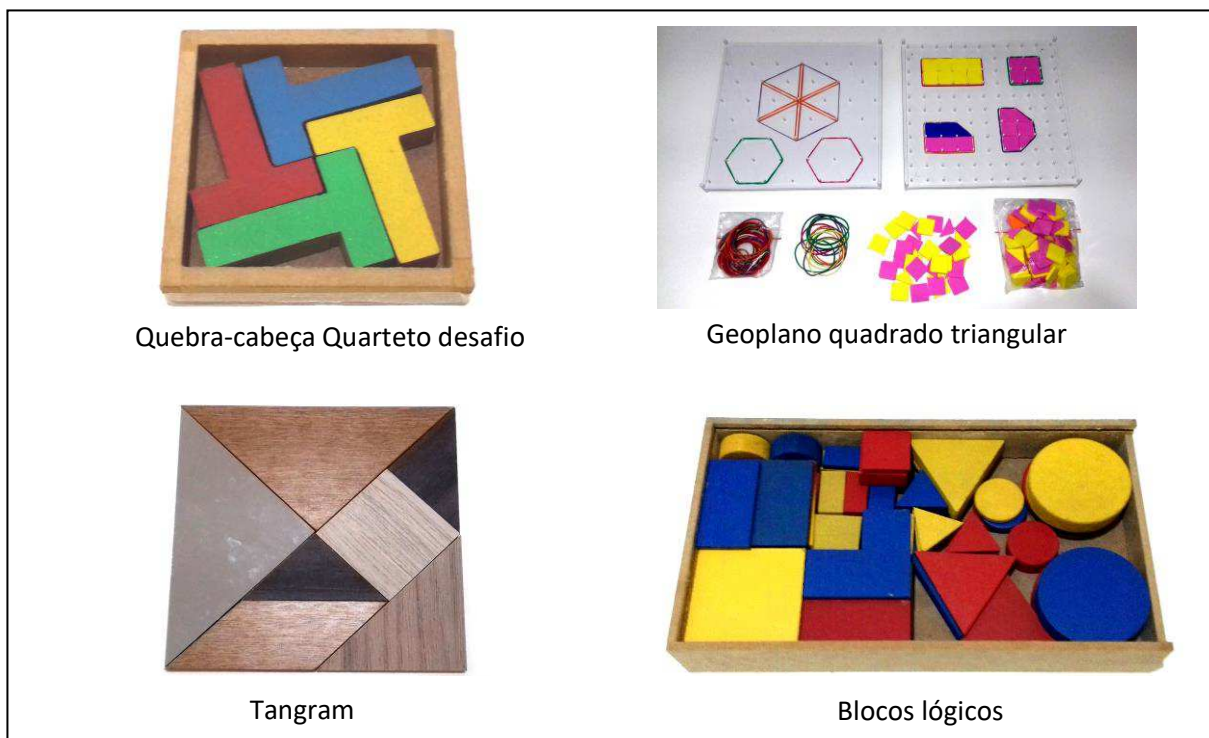 Quebra-cabeça Quarteto desafio
Geoplano quadrado triangular
Tangram
Blocos lógicos